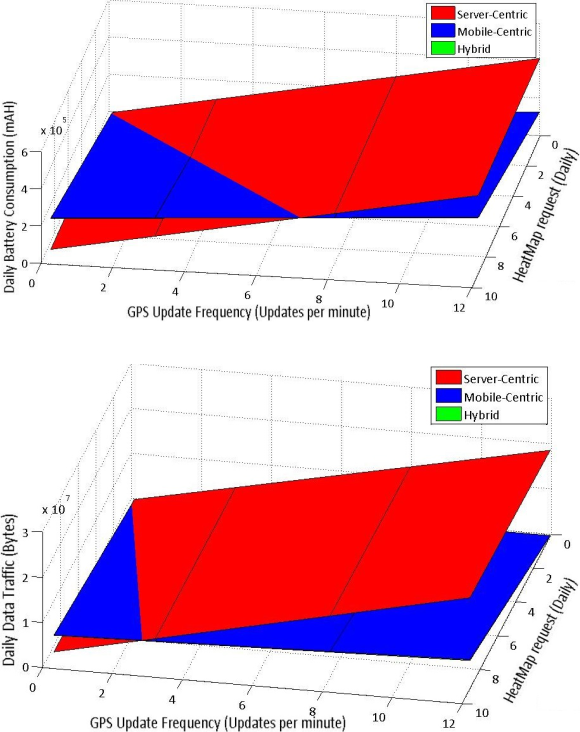 Server-Centric
Mobile-Centric
Hybrid
Daily Battery Consumption (mAH)
x 10 5
6
4
2
0
0
2
4
6
8
10
12
GPS Update Frequency (Updates per minute)
0
2
4
6
8
10
HeatMap request (Daily)
Server-Centric
Mobile-Centric
Hybrid
Daily Data Traffic (Bytes)
x 10 7
3
2
1
0
0
2
4
6
8
10
12
GPS Update Frequency (Updates per minute)
0
2
4
6
8
10
HeatMap request (Daily)